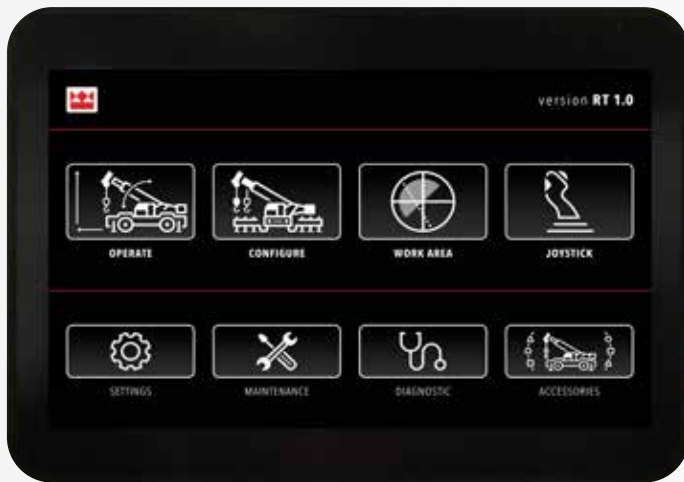 version RT 1.0
OPERATE
CONFIGURE
WORK AREA
JOYSTICK
SETTINGS
MAINTENANCE
DIAGNOSTIC
ACCESSORIES